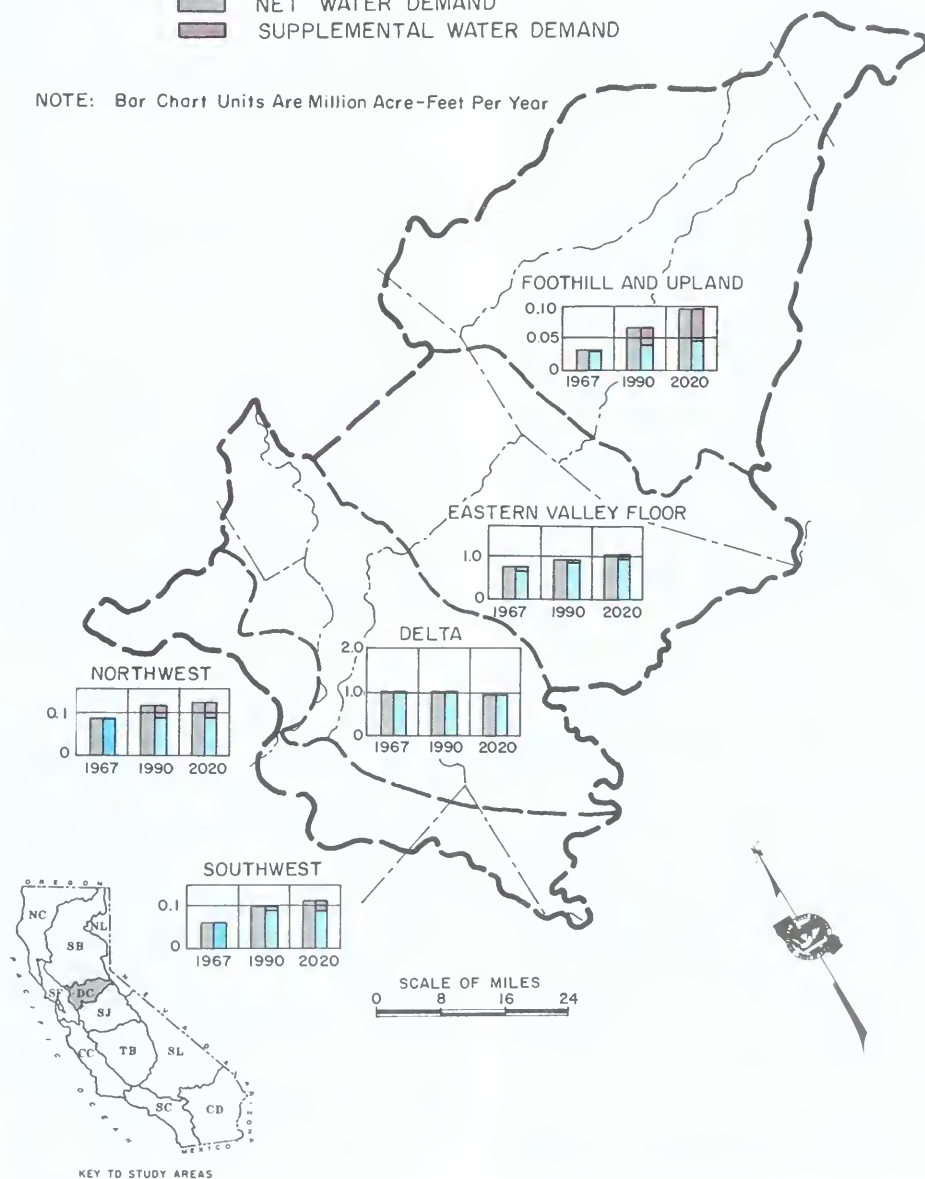 NET WATER DEMAND
SUPPLEMENTAL WATER DEMAND
NOTE: Bar Chart Units Are Million Acre-Feet Per Year
FOOTHILL AND UPLAND
0.10
0.05
0
1967 1990 2020
EASTERN VALLEY FLOOR
1.0
0
1967 1990 2020
DELTA
2.0
1.0
0
1967 1990 2020
NORTHWEST
0.1
0
1967 1990 2020
SOUTHWEST
0.1
0
1967 1990 2020
SCALE OF MILES
0 8 16 24
OREGON
NC
NL
SB
SF
DC
SJ
CC
TB
SL
SC
CD
NEVADA
ARIZONA
PACIFIC OCEAN
MEXICO
KEY TO STUDY AREAS